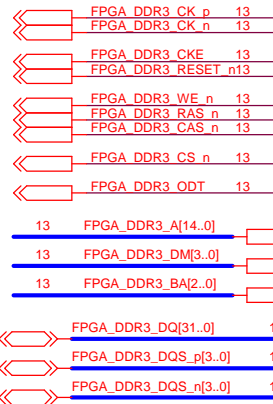 FPGA_DDR3_CK_p 13
FPGA_DDR3_CK_n 13
FPGA_DDR3_CKE 13
FPGA_DDR3_RESET_n13
FPGA_DDR3_WE_n 13
FPGA_DDR3_RAS_n 13
FPGA_DDR3_CAS_n 13
FPGA_DDR3_CS_n 13
FPGA_DDR3_ODT 13
13 FPGA_DDR3_A[14..0]
13 FPGA_DDR3_DM[3..0]
13 FPGA_DDR3_BA[2..0]
FPGA_DDR3_DQ[31..0]
FPGA_DDR3_DQS_p[3..0]
FPGA_DDR3_DQS_n[3..0]